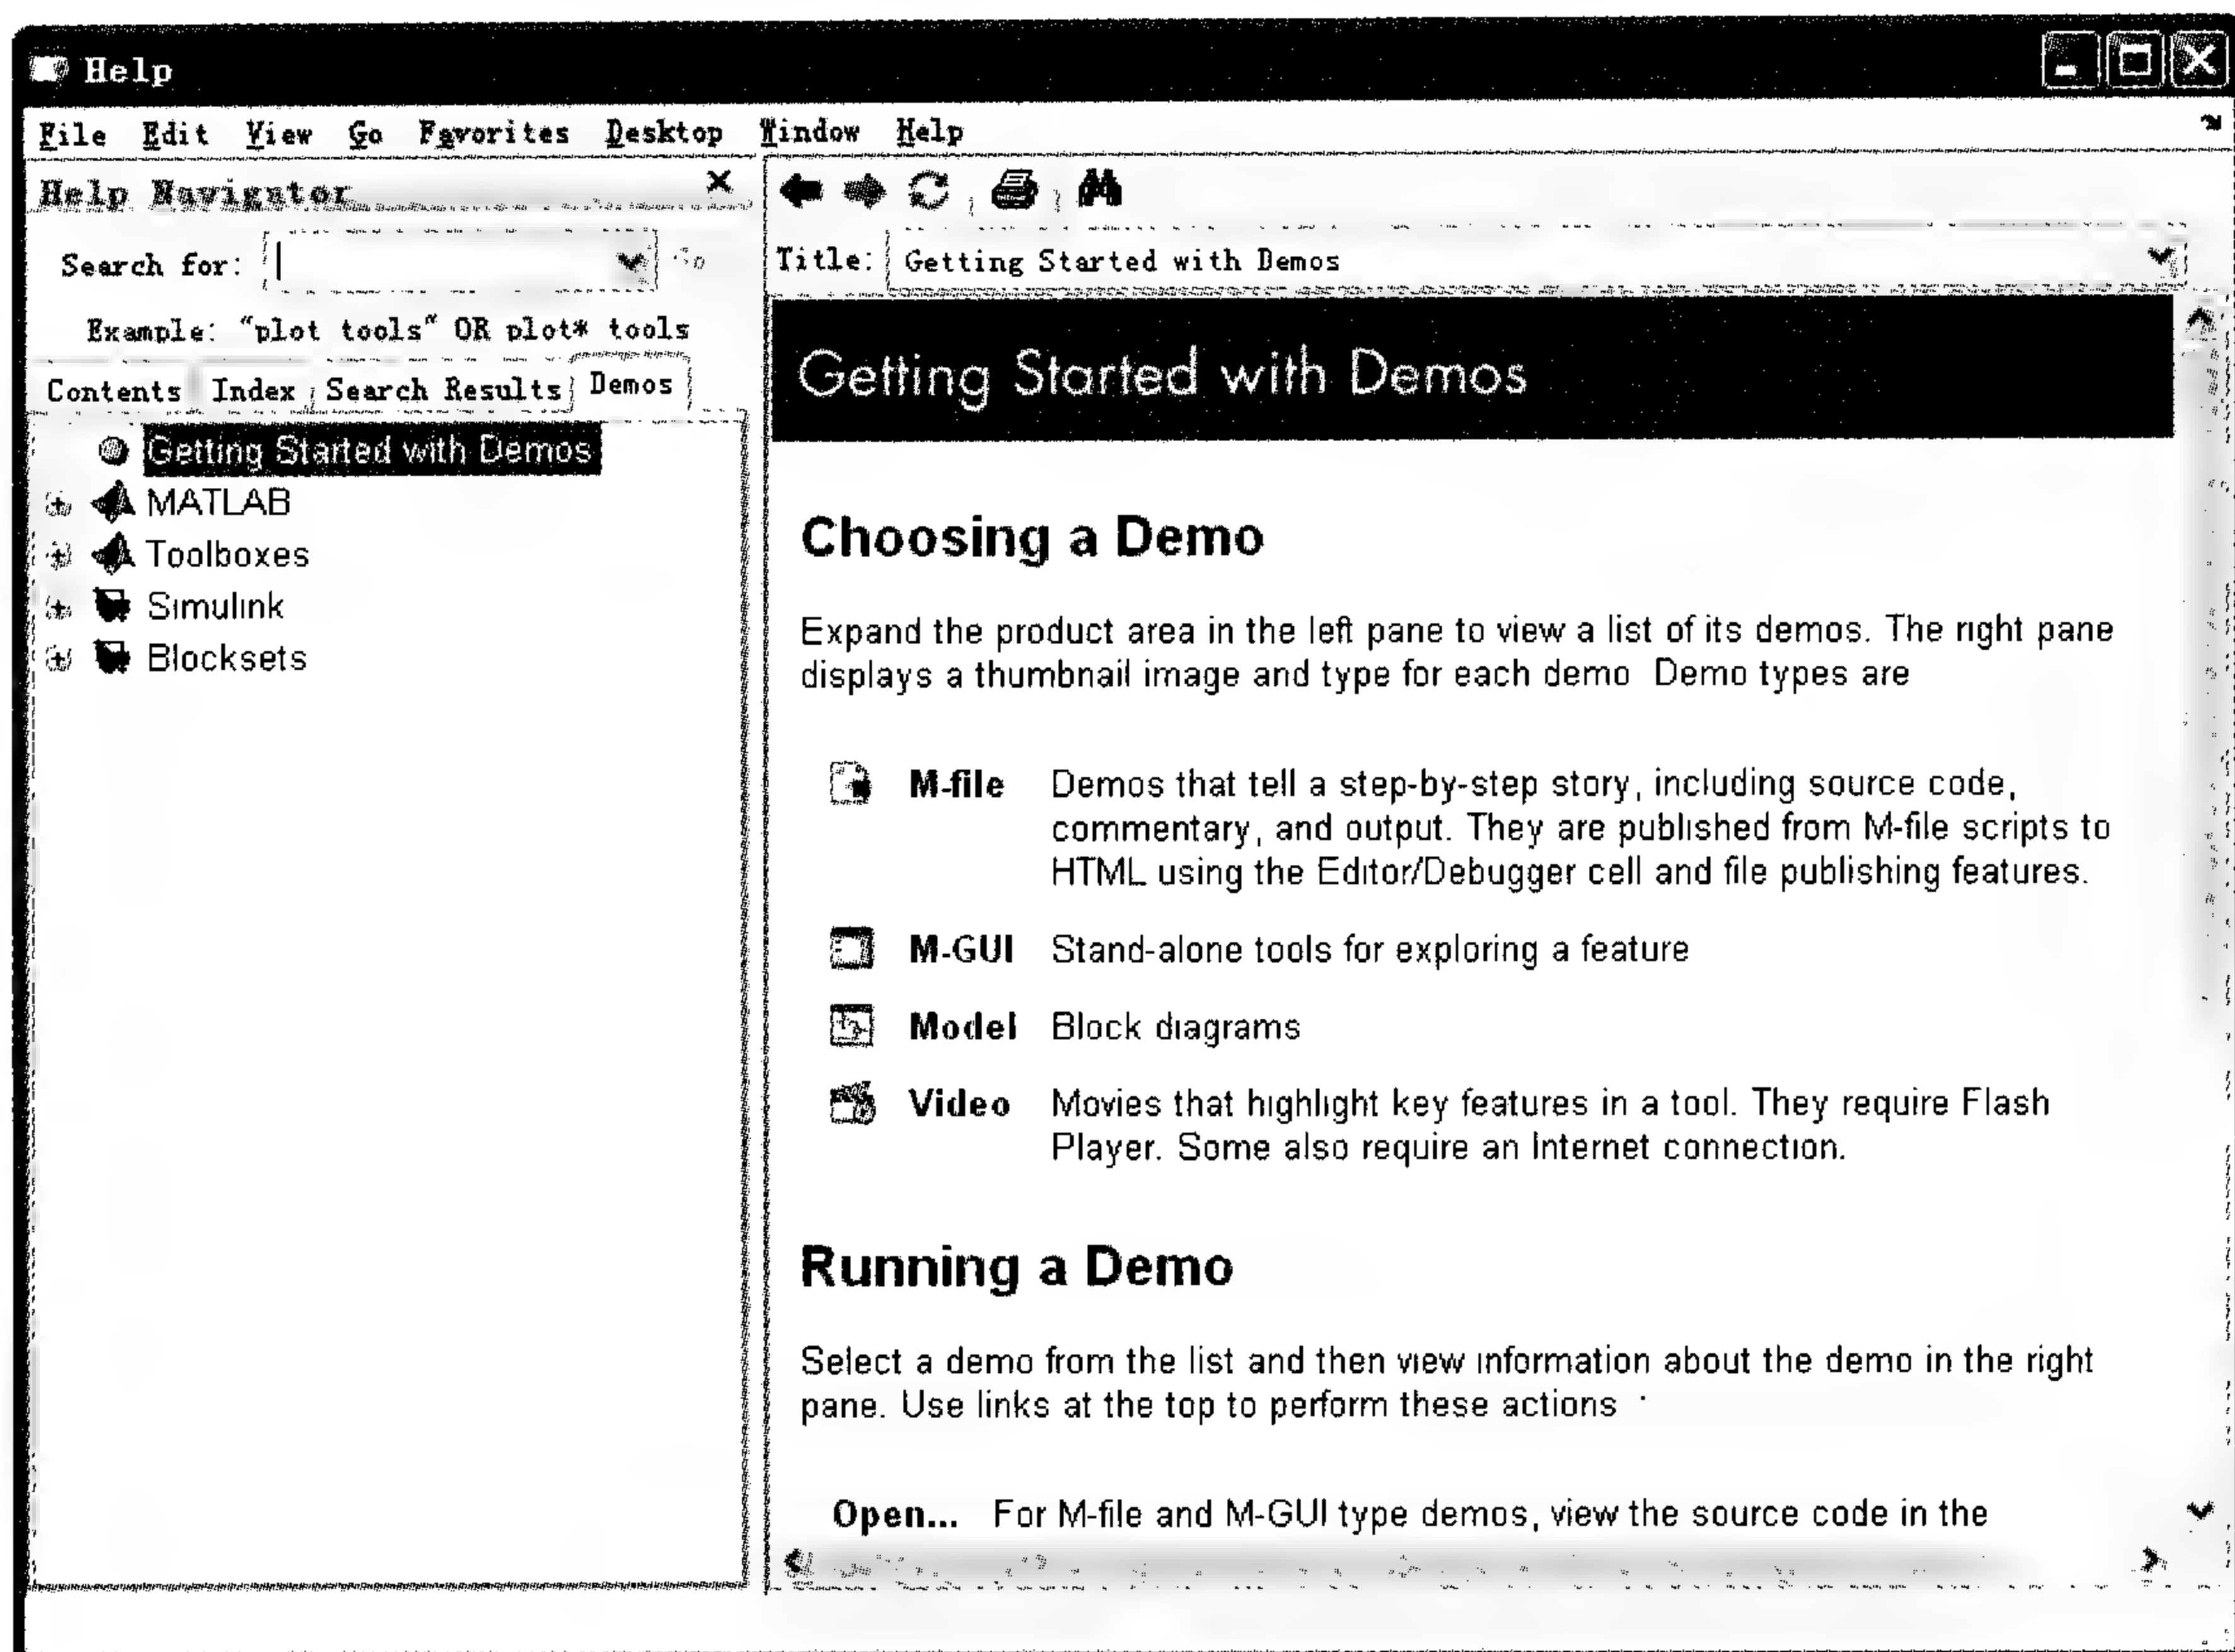 Help
File Edit View Go Favorites Desktop Window Help
Help Navigator
Search for:
Go
Example: "plot tools" OR plot* tools
Contents Index Search Results Demos
Getting Started with Demos
MATLAB
Toolboxes
Simulink
Blocksets
Title: Getting Started with Demos
Getting Started with Demos
Choosing a Demo
Expand the product area in the left pane to view a list of its demos. The right pane
displays a thumbnail image and type for each demo Demo types are
M-file Demos that tell a step-by-step story, including source code,
commentary, and output. They are published from M-file scripts to
HTML using the Editor/Debugger cell and file publishing features.
M-GUI Stand-alone tools for exploring a feature
Model Block diagrams
Video Movies that highlight key features in a tool. They require Flash
Player. Some also require an Internet connection.
Running a Demo
Select a demo from the list and then view information about the demo in the right
pane. Use links at the top to perform these actions
Open... For M-file and M-GUI type demos, view the source code in the